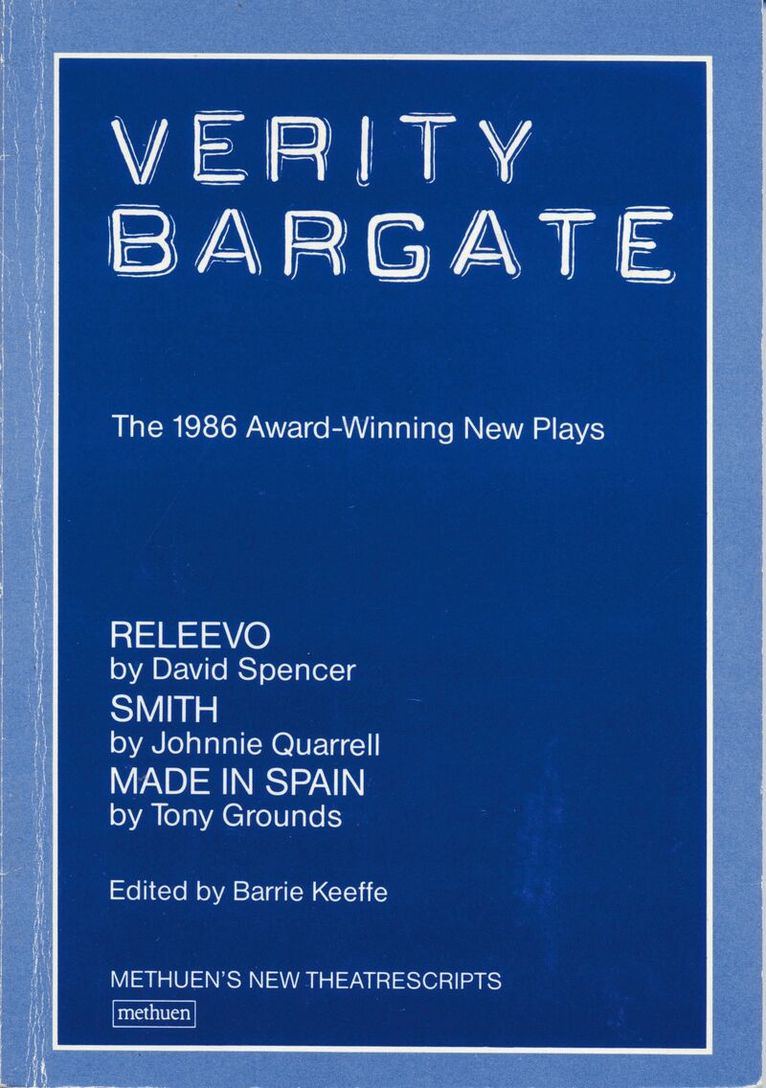 VERITY
BARGATE
The 1986 Award-Winning New Plays
RELEEVO
by David Spencer
SMITH
by Johnnie Quarrell
MADE IN SPAIN
by Tony Grounds
Edited by Barrie Keeffe
METHUEN'S NEW THEATRESCRIPTS
methuen